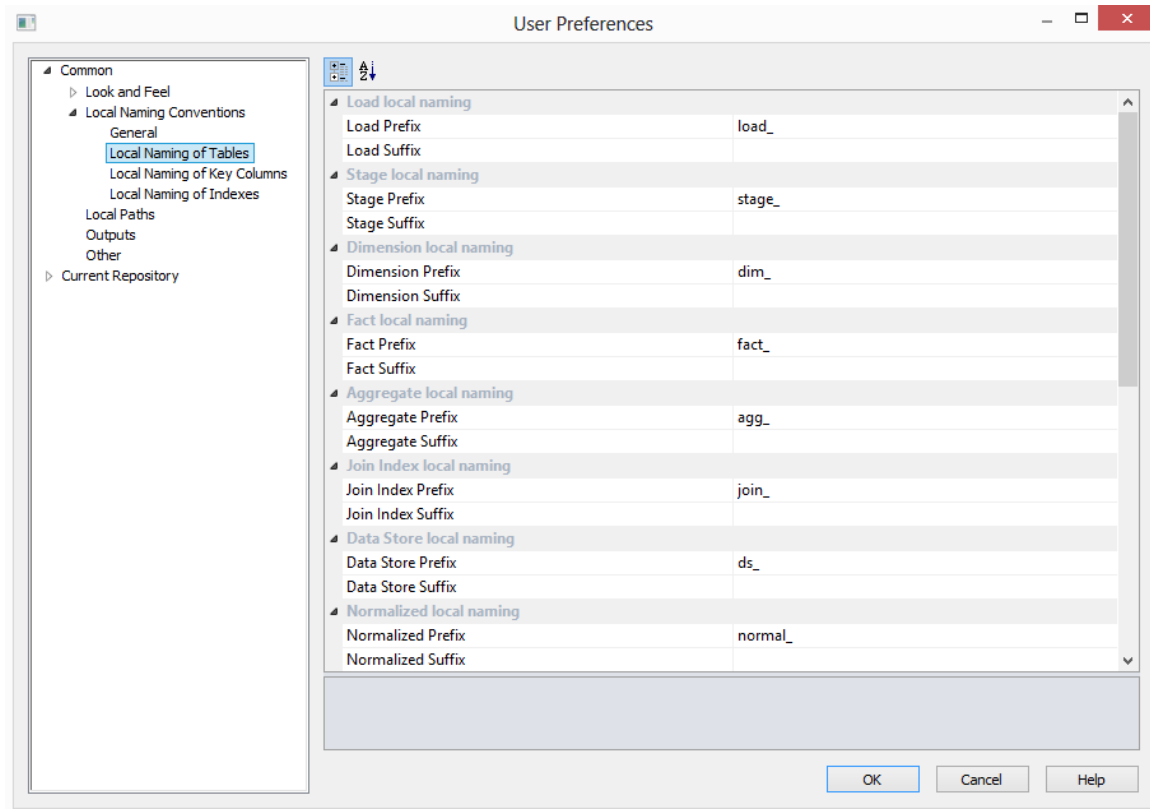 User Preferences
Common
Look and Feel
Local Naming Conventions
General
Local Naming of Tables
Local Naming of Key Columns
Local Naming of Indexes
Local Paths
Outputs
Other
Current Repository
Load local naming
Load Prefix load_
Load Suffix
Stage local naming
Stage Prefix stage_
Stage Suffix
Dimension local naming
Dimension Prefix dim_
Dimension Suffix
Fact local naming
Fact Prefix fact_
Fact Suffix
Aggregate local naming
Aggregate Prefix agg_
Aggregate Suffix
Join Index local naming
Join Index Prefix join_
Join Index Suffix
Data Store local naming
Data Store Prefix ds_
Data Store Suffix
Normalized local naming
Normalized Prefix normal_
Normalized Suffix
OK Cancel Help